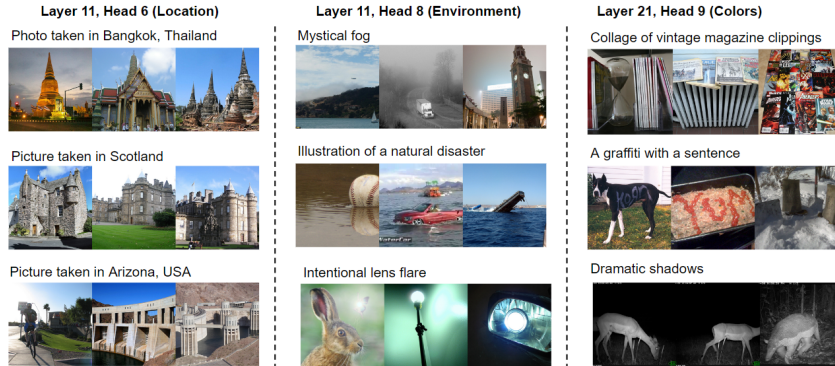 Layer 11, Head 6 (Location)
Photo taken in Bangkok, Thailand
Picture taken in Scotland
Picture taken in Arizona, USA
Layer 11, Head 8 (Environment)
Mystical fog
Illustration of a natural disaster
Intentional lens flare
Layer 21, Head 9 (Colors)
Collage of vintage magazine clippings
A graffiti with a sentence
Dramatic shadows